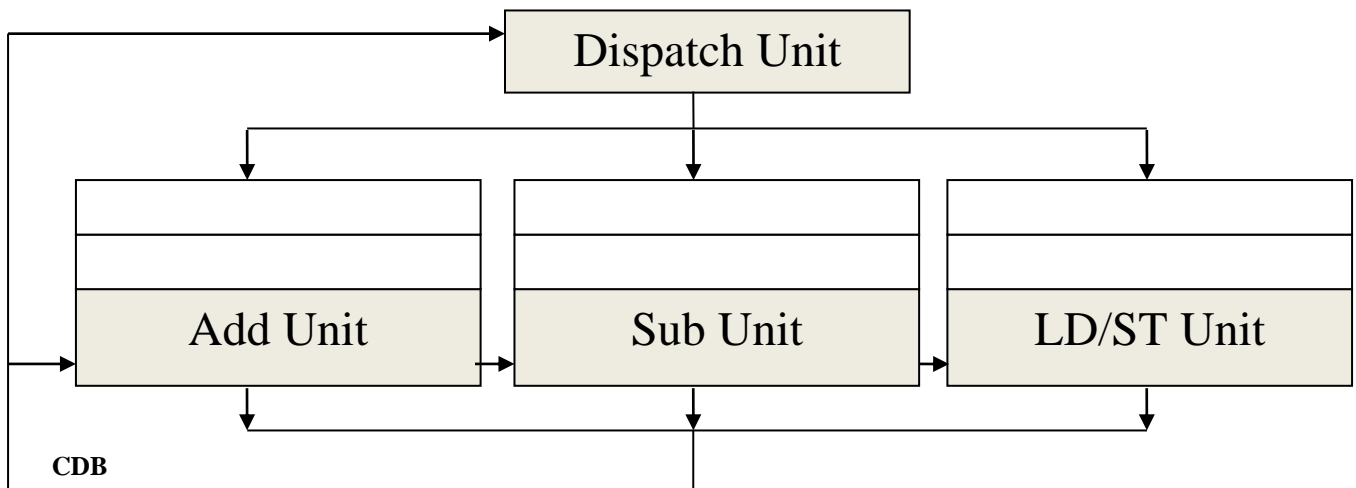 Dispatch Unit
Add Unit
Sub Unit
LD/ST Unit
CDB